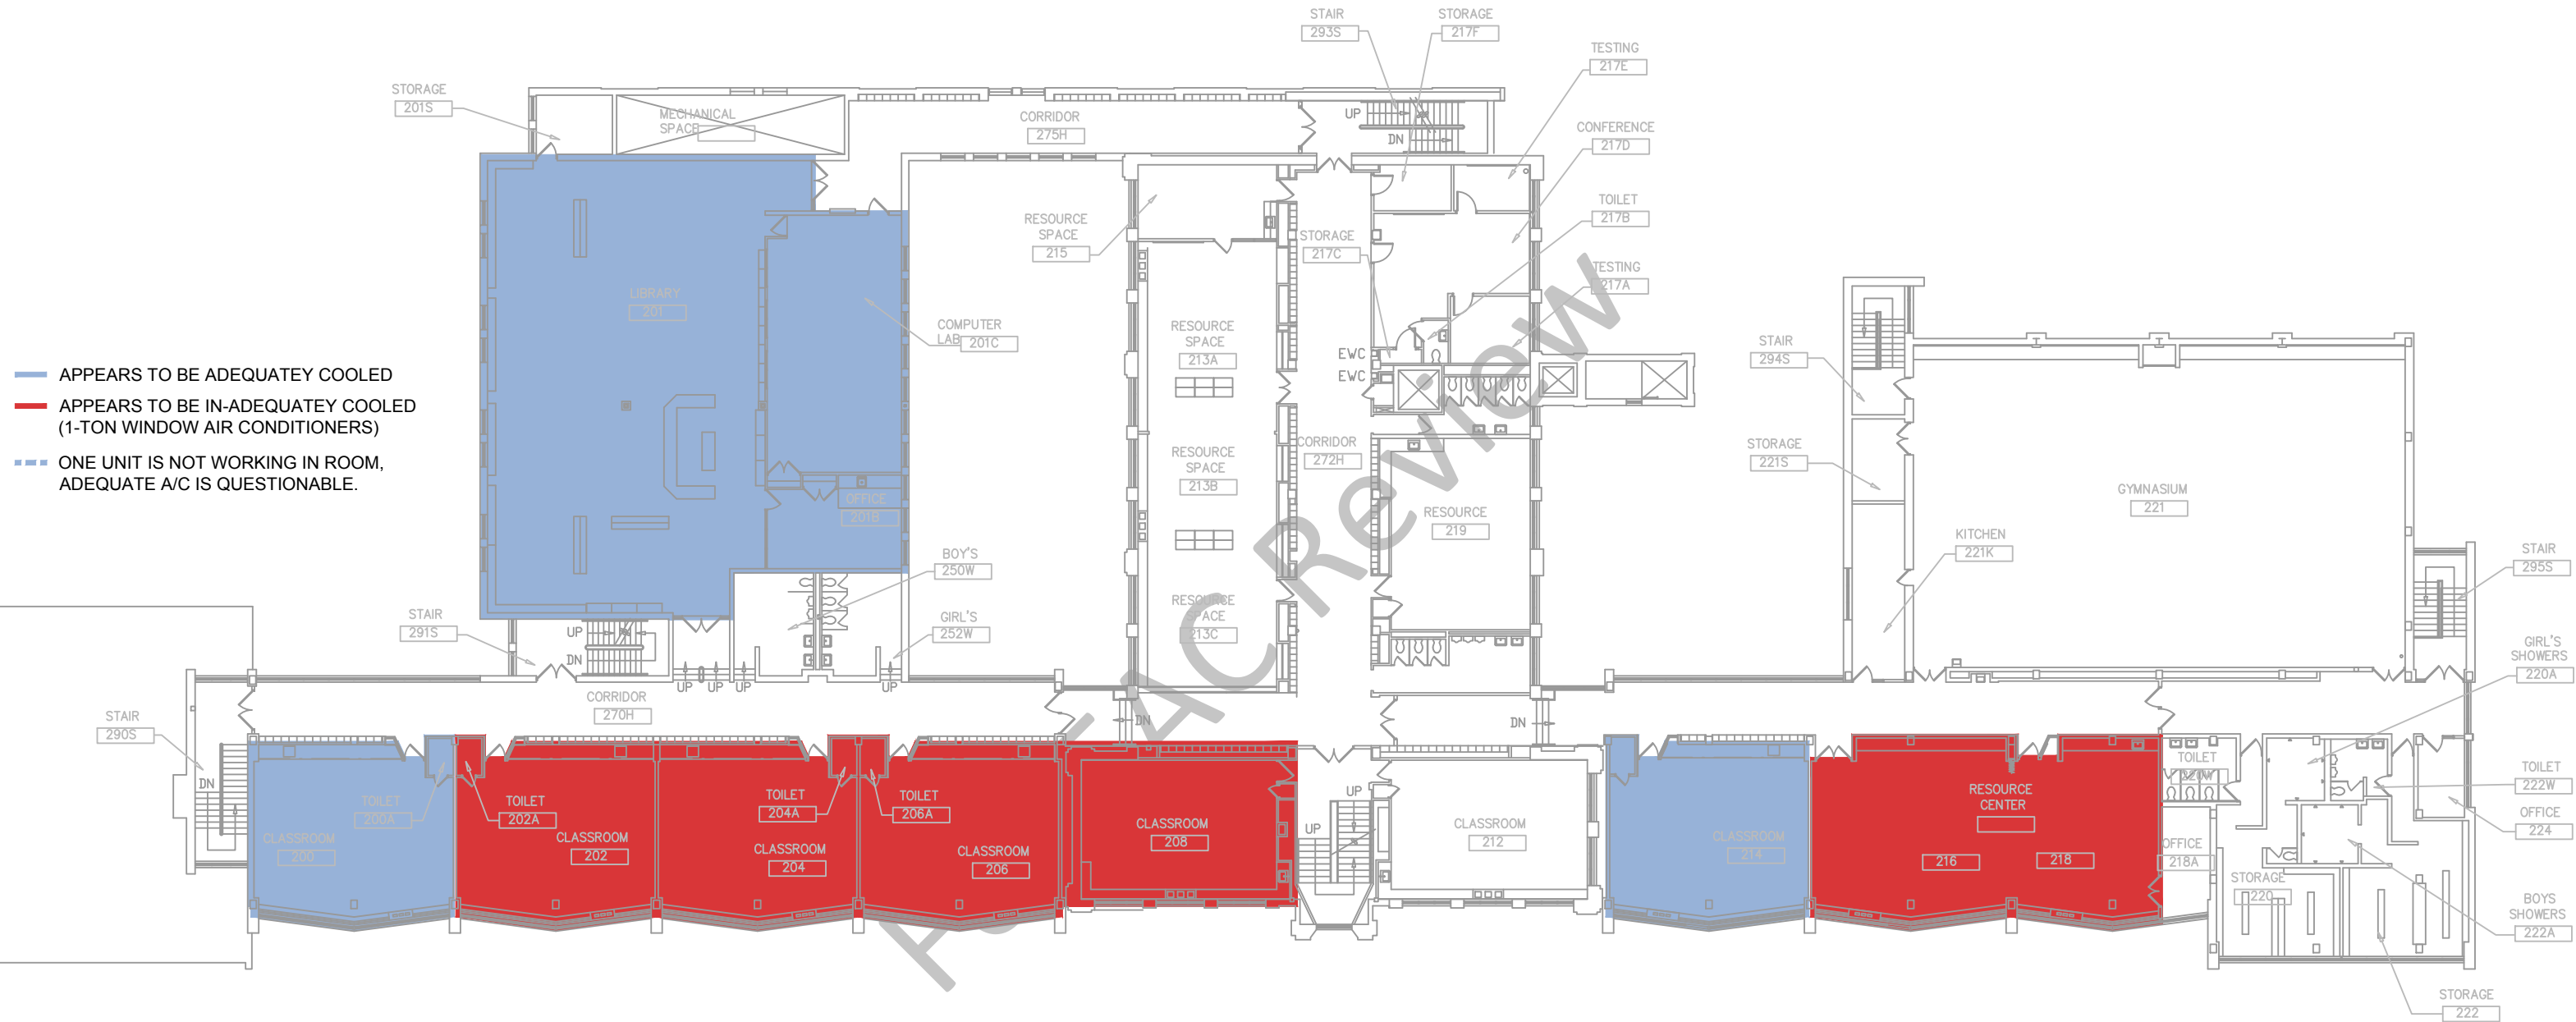 STAIR
293S
STORAGE
217F
TESTING
217E
STORAGE
201S
MECHANICAL
SPACE
CORRIDOR
275H
UP
DN
CONFERENCE
217D
TOILET
217B
RESOURCE
SPACE
215
STORAGE
217C
TESTING
217A
LIBRARY
201
COMPUTER
LAB 201C
RESOURCE
SPACE
213A
EWC
EWC
STAIR
294S
APPEARS TO BE ADEQUATEY COOLED
APPEARS TO BE IN-ADEQUATEY COOLED
(1-TON WINDOW AIR CONDITIONERS)
ONE UNIT IS NOT WORKING IN ROOM,
ADEQUATE A/C IS QUESTIONABLE.
RESOURCE
SPACE
213B
CORRIDOR
272H
STORAGE
221S
GYMNASIUM
221
OFFICE
201B
RESOURCE
219
KITCHEN
221K
BOY'S
250W
STAIR
295S
STAIR
291S
UP
DN
GIRL'S
252W
RESOURCE
SPACE
213C
GIRL'S
SHOWERS
220A
UP
UP
UP
UP
CORRIDOR
270H
STAIR
290S
DN
DN
DN
TOILET
220W
TOILET
222W
TOILET
200A
TOILET
202A
TOILET
204A
TOILET
206A
UP
UP
RESOURCE
CENTER
OFFICE
224
CLASSROOM
200
CLASSROOM
202
CLASSROOM
204
CLASSROOM
206
CLASSROOM
208
CLASSROOM
212
CLASSROOM
214
216
218
OFFICE
218A
STORAGE
220
BOYS
SHOWERS
222A
STORAGE
222
AC Review